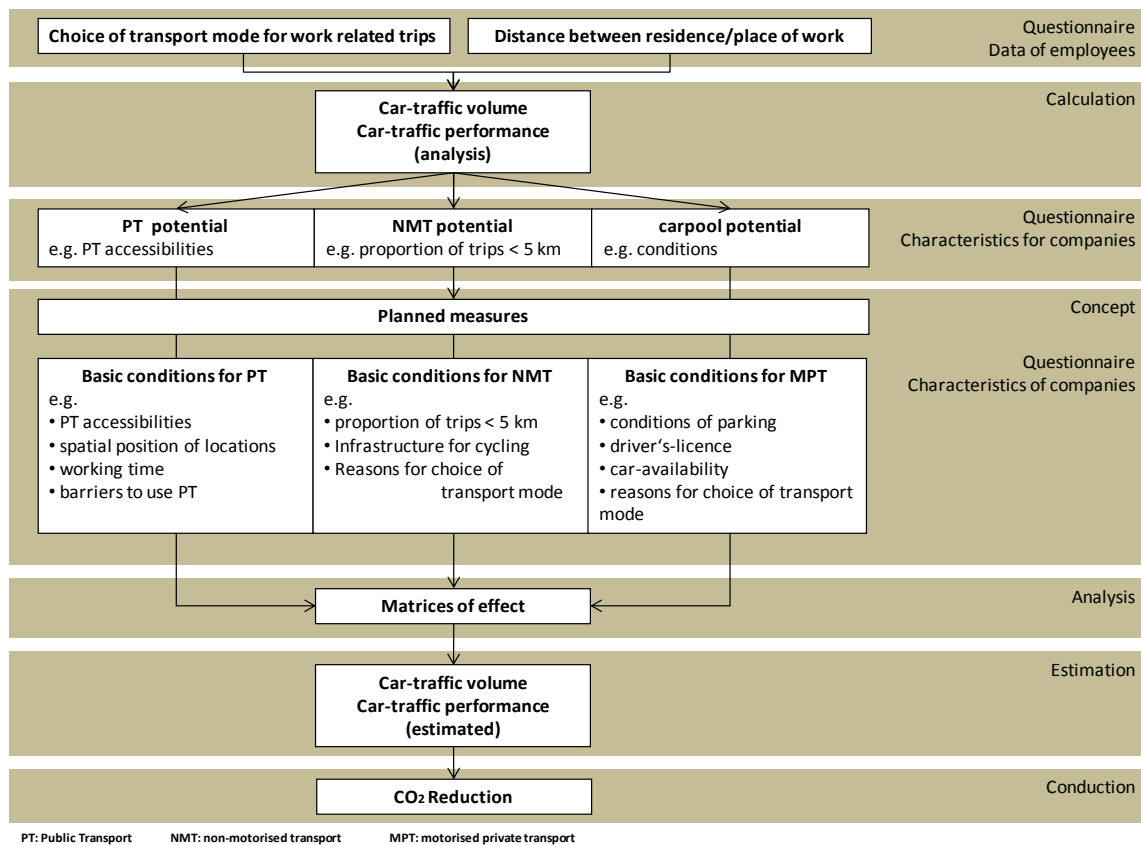 Choice of transport mode for work related trips
Distance between residence/place of work
Questionnaire
Data of employees
Car-traffic volume
Car-traffic performance
(analysis)
Calculation
PT potential
e.g. PT accessibilities
NMT potential
e.g. proportion of trips < 5 km
carpool potential
e.g. conditions
Questionnaire
Characteristics for companies
Planned measures
Concept
Basic conditions for PT
e.g.
• PT accessibilities
• spatial position of locations
• working time
• barriers to use PT
Basic conditions for NMT
e.g.
• proportion of trips < 5 km
• Infrastructure for cycling
• Reasons for choice of
transport mode
Basic conditions for MPT
e.g.
• conditions of parking
• driver‘s-licence
• car-availability
• reasons for choice of transport
mode
Questionnaire
Characteristics of companies
Matrices of effect
Analysis
Car-traffic volume
Car-traffic performance
(estimated)
Estimation
CO₂ Reduction
Conduction
PT: Public Transport
NMT: non-motorised transport
MPT: motorised private transport